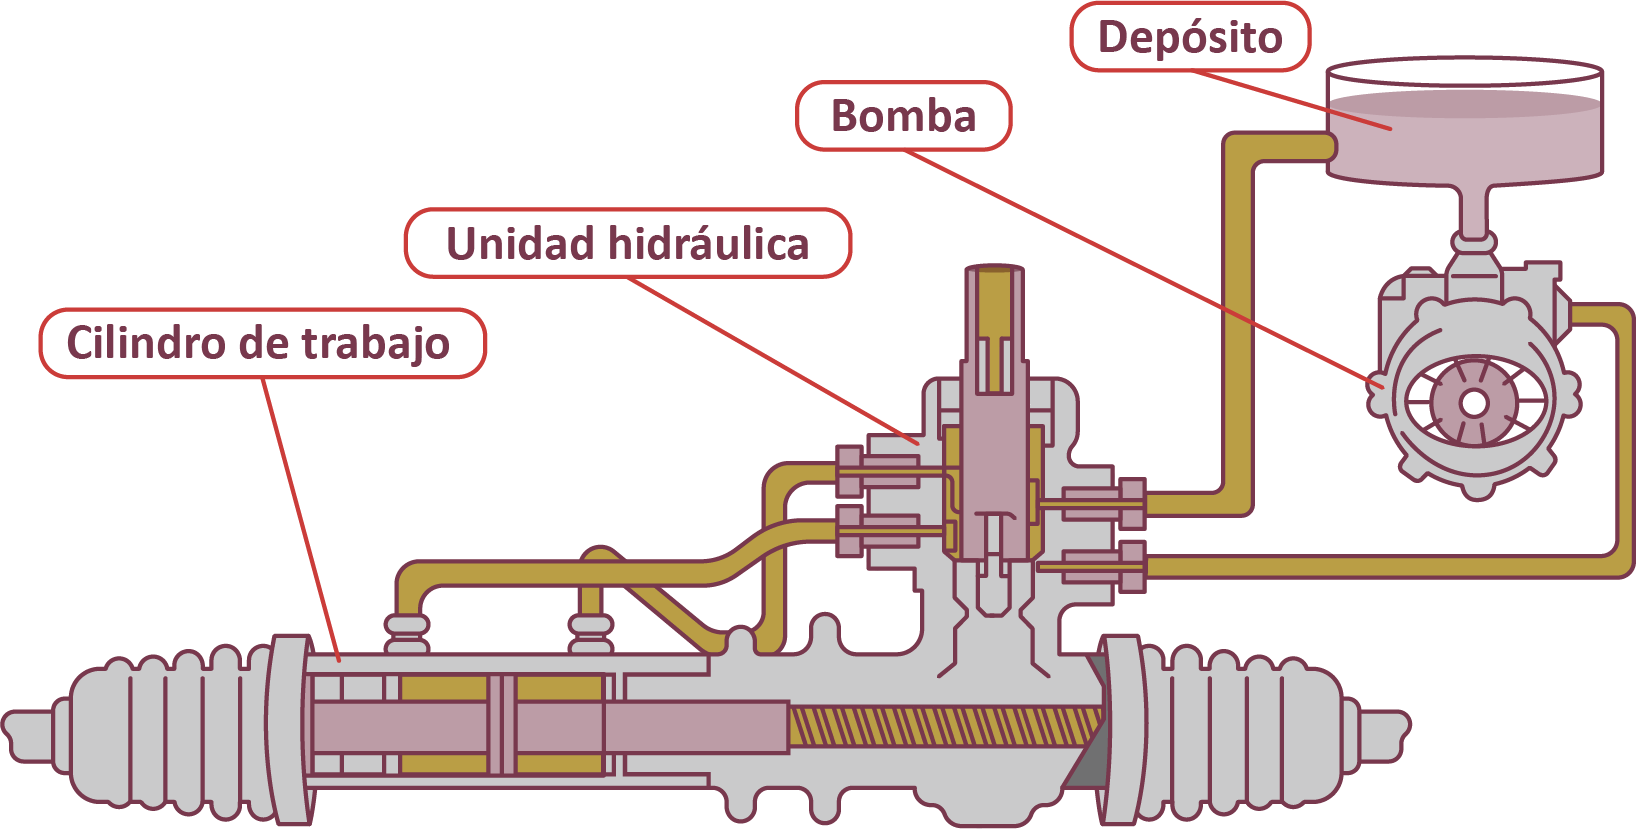 Depósito
Bomba
Unidad hidráulica
Cilindro de trabajo